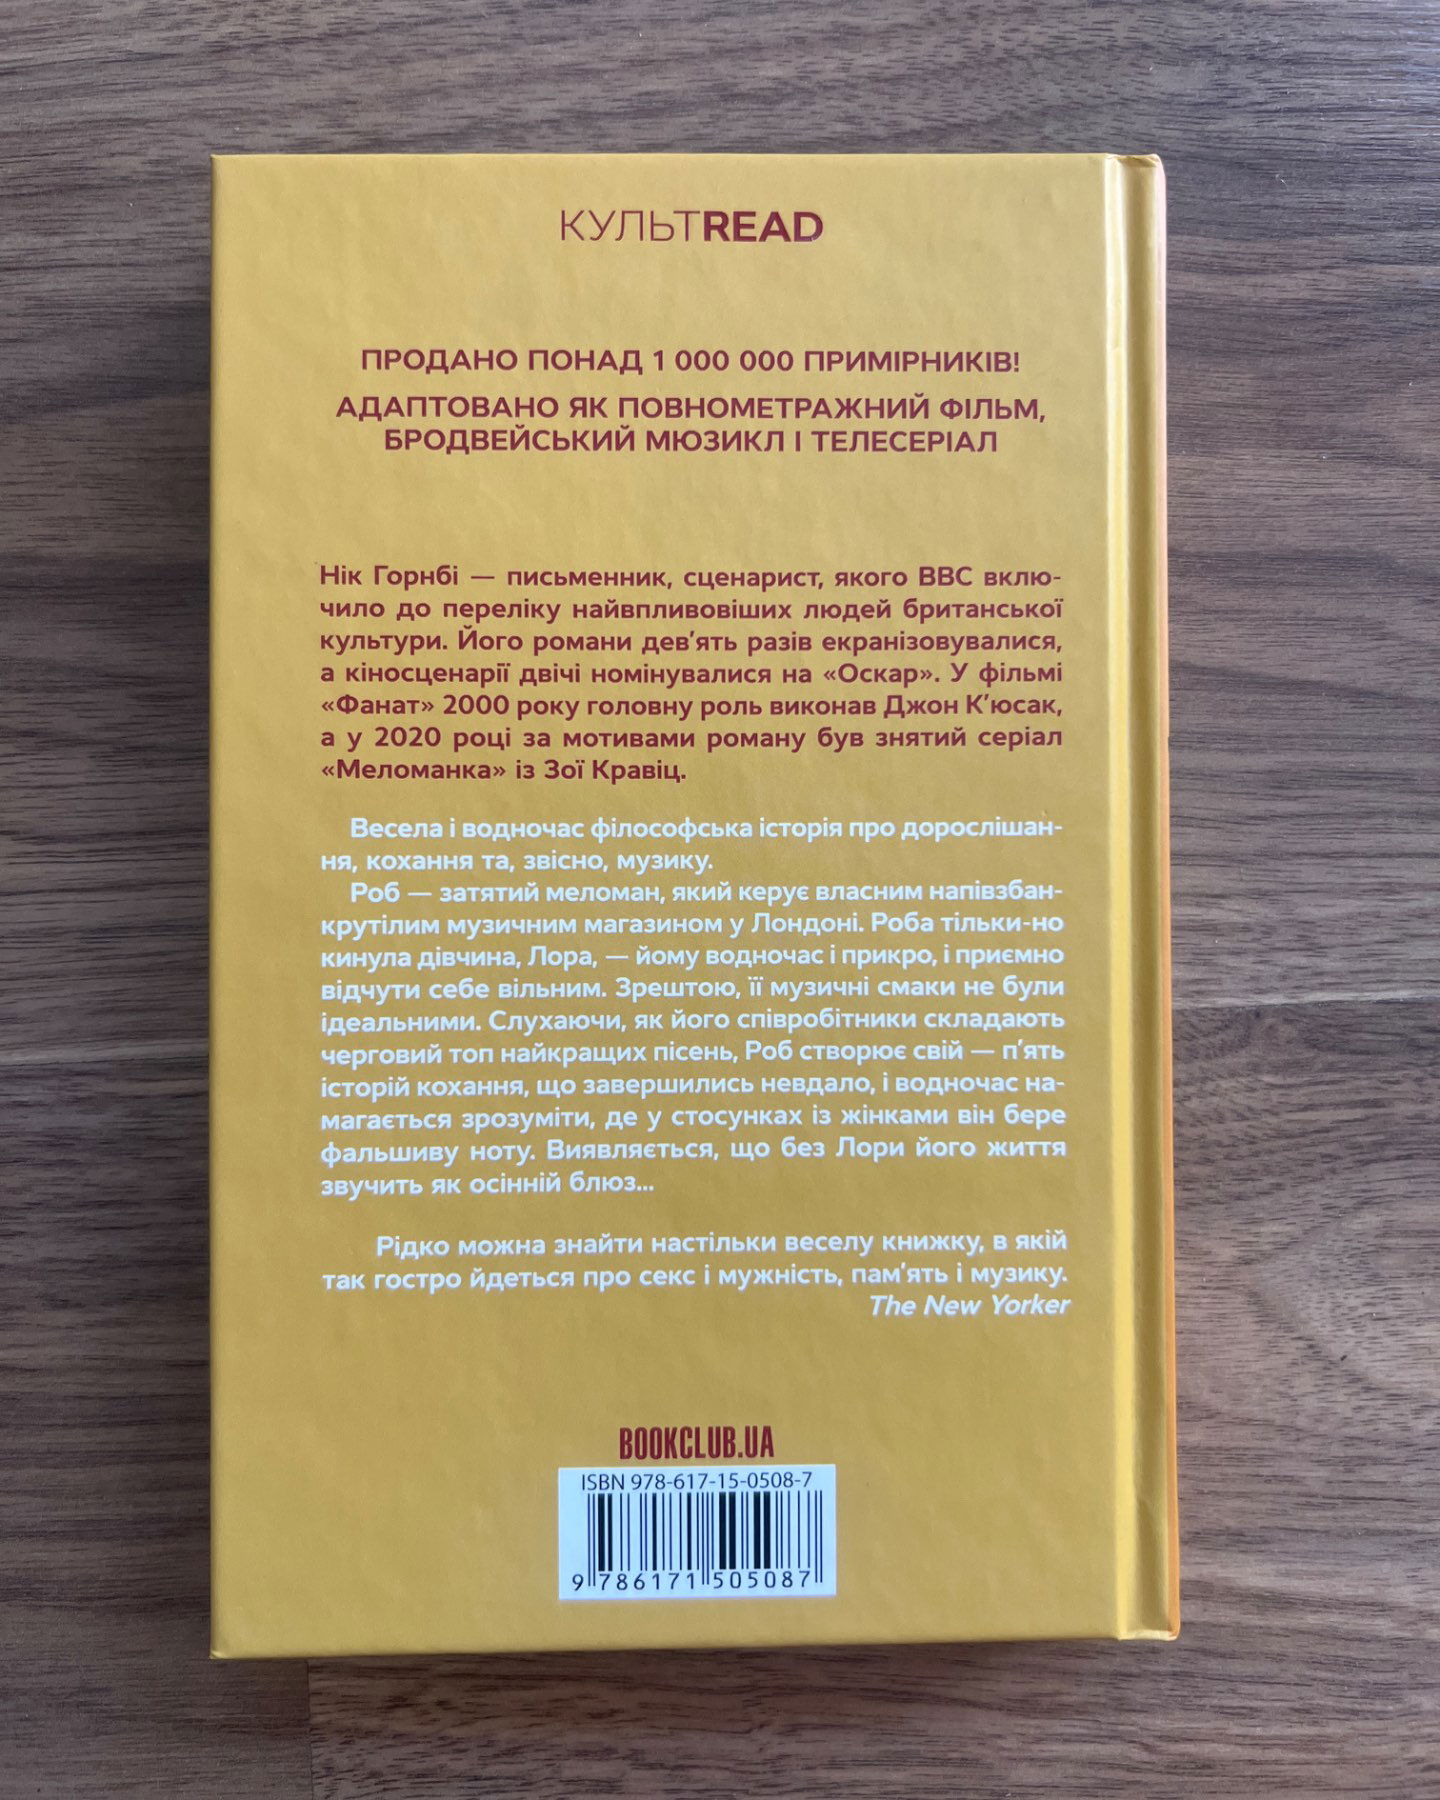 КУЛЬТREAD
ПРОДАНО ПОНАД 1 000 000 ПРИМІРНИКІВ!
АДАПТОВАНО ЯК ПОВНОМЕТРАЖНИЙ ФІЛЬМ,
БРОДВЕЙСЬКИЙ МЮЗИКЛ І ТЕЛЕСЕРІАЛ
Нік Горнбі — письменник, сценарист, якого BBC вклю-
чило до переліку найвпливовіших людей британської
культури. Його романи дев’ять разів екранізовувалися,
а кіносценарії двічі номінувалися на «Оскар». У фільмі
«Фанат» 2000 року головну роль виконав Джон К’юсак,
а у 2020 році за мотивами роману був знятий серіал
«Меломанка» із Зої Кравіц.
Весела і водночас філософська історія про дорослішан-
ня, кохання та, звісно, музику.
Роб — затятий меломан, який керує власним напівзбан-
крутілим музичним магазином у Лондоні. Роба тільки-но
кинула дівчина, Лора, — йому водночас і прикро, і приємно
відчути себе вільним. Зрештою, її музичні смаки не були
ідеальними. Слухаючи, як його співробітники складають
черговий топ найкращих пісень, Роб створює свій — п’ять
історій кохання, що завершились невдало, і водночас на-
магається зрозуміти, де у стосунках із жінками він бере
фальшиву ноту. Виявляється, що без Лори його життя
звучить як осінній блюз...
Рідко можна знайти настільки веселу книжку, в якій
так гостро йдеться про секс і мужність, пам’ять і музику.
The New Yorker
BOOKCLUB.UA
ISBN 978-617-15-0508-7
9 786171 505087